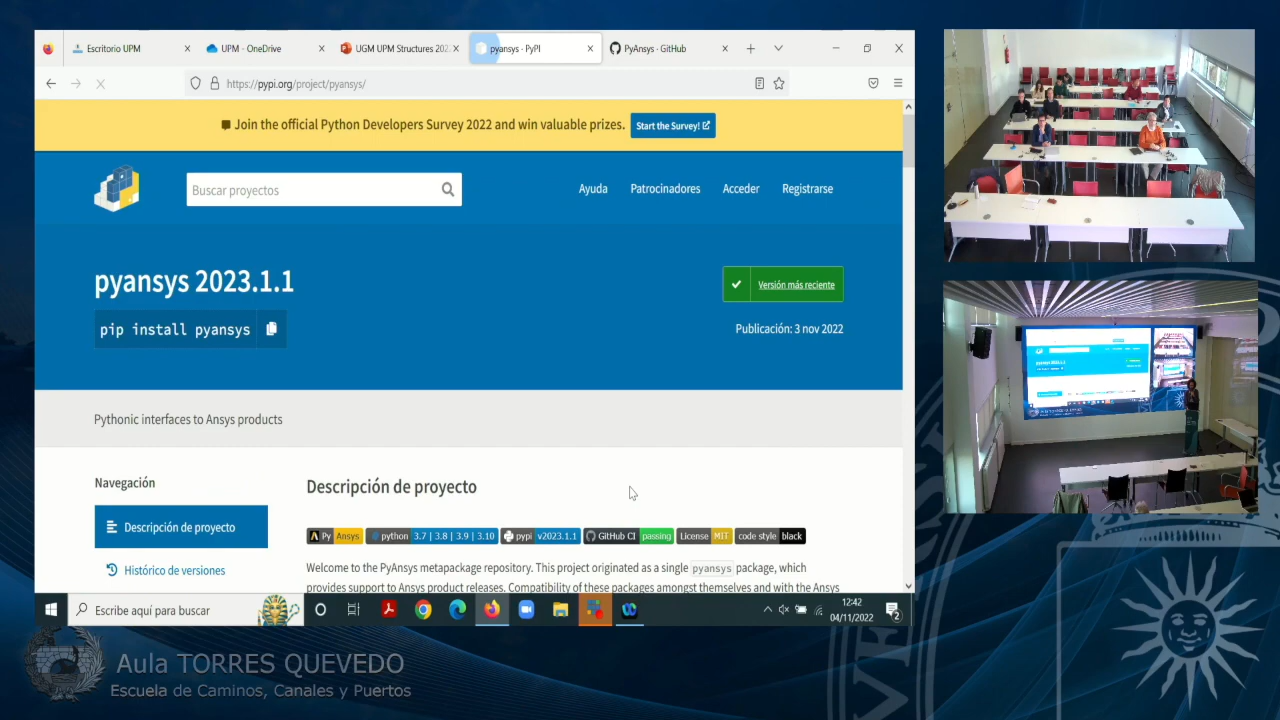 Escritorio UPM
UPM - OneDrive
UGM UPM Structures 202
pyansys · PyPI
PyAnsys · GitHub
https://pypi.org/project/pyansys/
Join the official Python Developers Survey 2022 and win valuable prizes.
Start the Survey!
Buscar proyectos
Ayuda
Patrocinadores
Acceder
Registrarse
pyansys 2023.1.1
Versión más reciente
pip install pyansys
Publicación: 3 nov 2022
Pythonic interfaces to Ansys products
Navegación
Descripción de proyecto
Histórico de versiones
Descripción de proyecto
Py Ansys python 3.7 | 3.8 | 3.9 | 3.10 pypi v2023.1.1 GitHub CI passing License MIT code style black
Welcome to the PyAnsys metapackage repository. This project originated as a single pyansys package, which
provides support to Ansys product releases. Compatibility of these packages amongst themselves and with the Ansys
Escribe aquí para buscar
12:42
04/11/2022
2
Aula TORRES QUEVEDO
Escuela de Caminos, Canales y Puertos